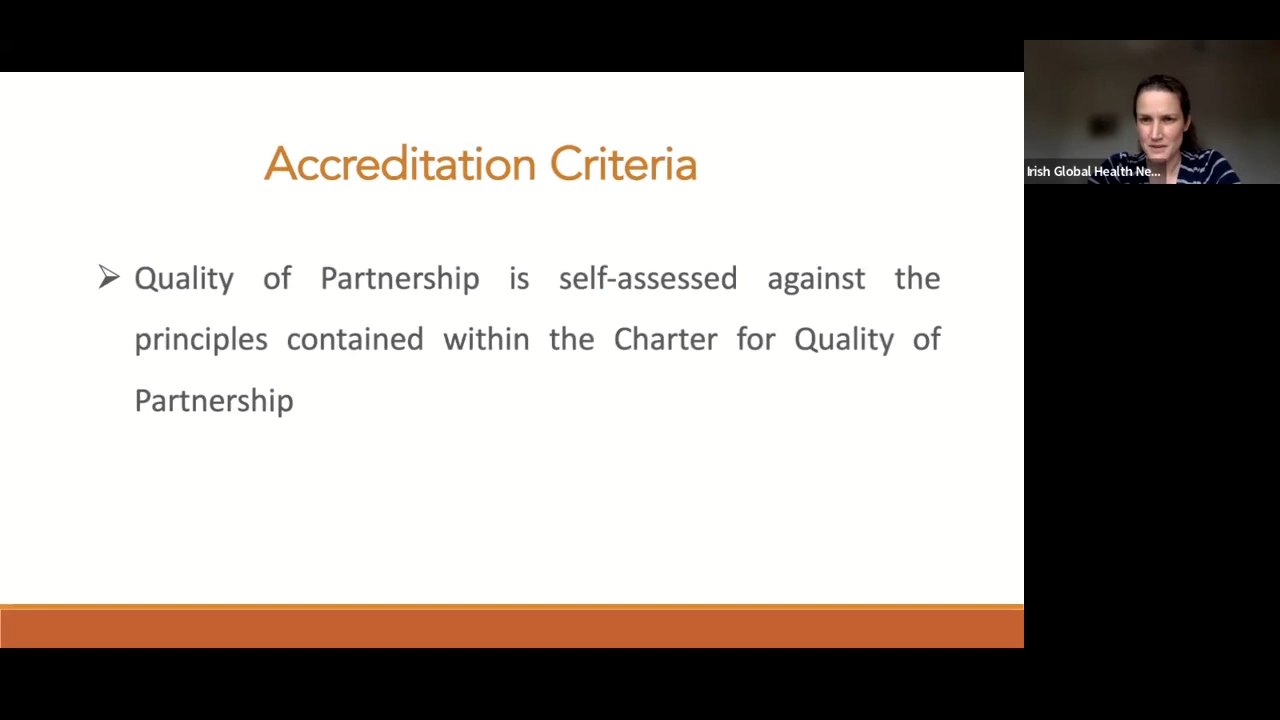 Accreditation Criteria
➢ Quality of Partnership is self-assessed against the
principles contained within the Charter for Quality of
Partnership
Irish Global Health Ne...